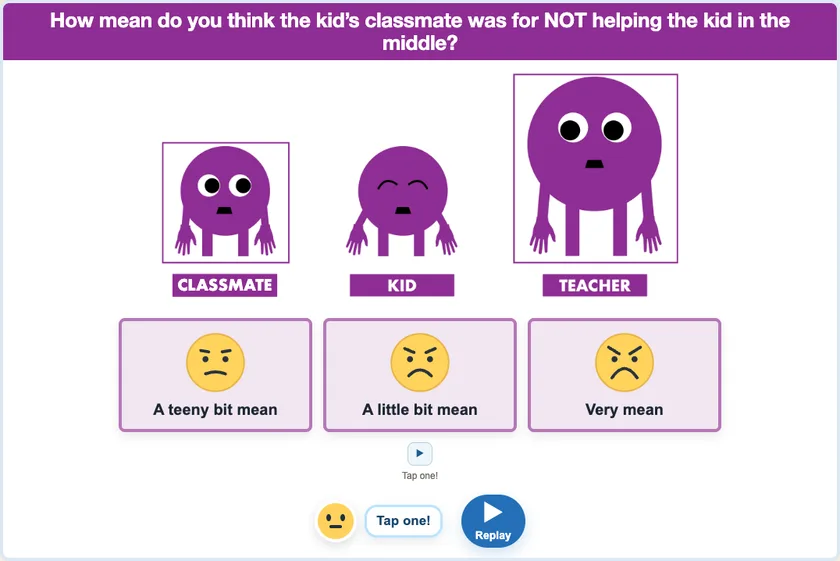 How mean do you think the kid’s classmate was for NOT helping the kid in the
middle?
CLASSMATE
KID
TEACHER
A teeny bit mean
A little bit mean
Very mean
Tap one!
Tap one!
Replay